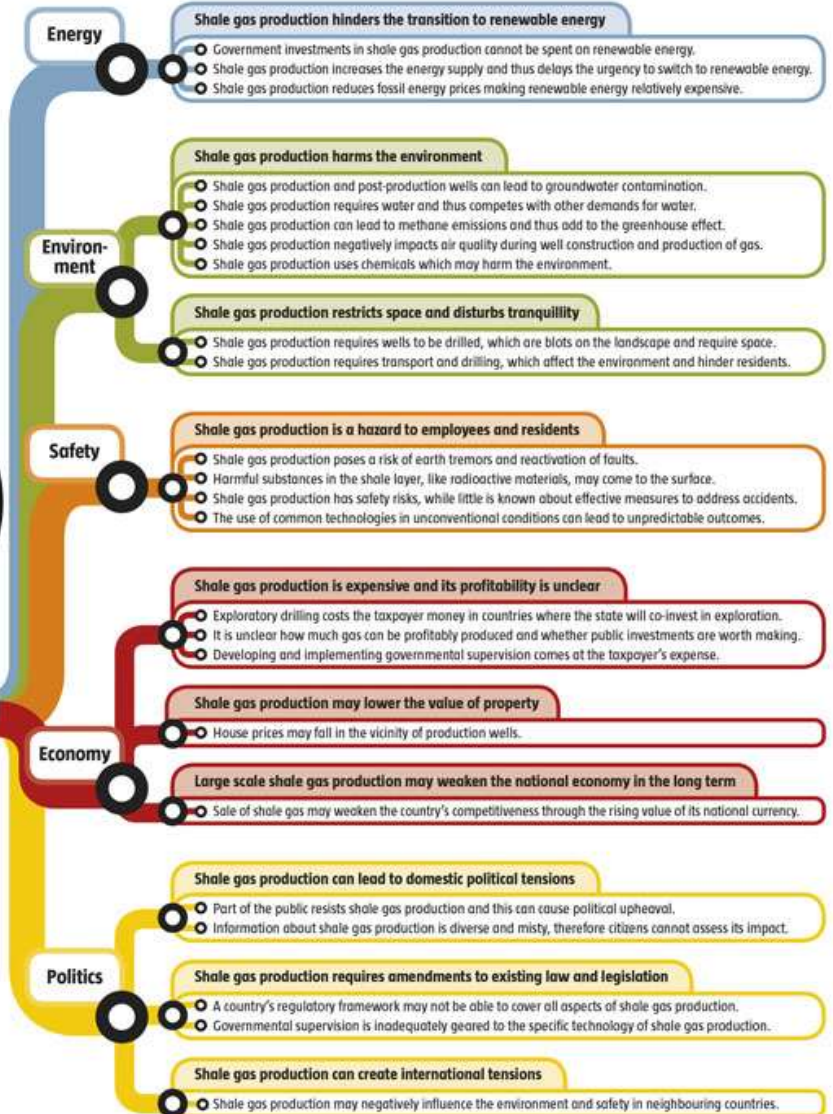 Energy
Shale gas production hinders the transition to renewable energy
Government investments in shale gas production cannot be spent on renewable energy.
Shale gas production increases the energy supply and thus delays the urgency to switch to renewable energy.
Shale gas production reduces fossil energy prices making renewable energy relatively expensive.
Environ-
ment
Shale gas production harms the environment
Shale gas production and post-production wells can lead to groundwater contamination.
Shale gas production requires water and thus competes with other demands for water.
Shale gas production can lead to methane emissions and thus add to the greenhouse effect.
Shale gas production negatively impacts air quality during well construction and production of gas.
Shale gas production uses chemicals which may harm the environment.
Shale gas production restricts space and disturbs tranquillity
Shale gas production requires wells to be drilled, which are blots on the landscape and require space.
Shale gas production requires transport and drilling, which affect the environment and hinder residents.
Safety
Shale gas production is a hazard to employees and residents
Shale gas production poses a risk of earth tremors and reactivation of faults.
Harmful substances in the shale layer, like radioactive materials, may come to the surface.
Shale gas production has safety risks, while little is known about effective measures to address accidents.
The use of common technologies in unconventional conditions can lead to unpredictable outcomes.
Economy
Shale gas production is expensive and its profitability is unclear
Exploratory drilling costs the taxpayer money in countries where the state will co-invest in exploration.
It is unclear how much gas can be profitably produced and whether public investments are worth making.
Developing and implementing governmental supervision comes at the taxpayer's expense.
Shale gas production may lower the value of property
House prices may fall in the vicinity of production wells.
Large scale shale gas production may weaken the national economy in the long term
Sale of shale gas may weaken the country's competitiveness through the rising value of its national currency.
Politics
Shale gas production can lead to domestic political tensions
Part of the public resists shale gas production and this can cause political upheaval.
Information about shale gas production is diverse and misty, therefore citizens cannot assess its impact.
Shale gas production requires amendments to existing law and legislation
A country's regulatory framework may not be able to cover all aspects of shale gas production.
Governmental supervision is inadequately geared to the specific technology of shale gas production.
Shale gas production can create international tensions
Shale gas production may negatively influence the environment and safety in neighbouring countries.